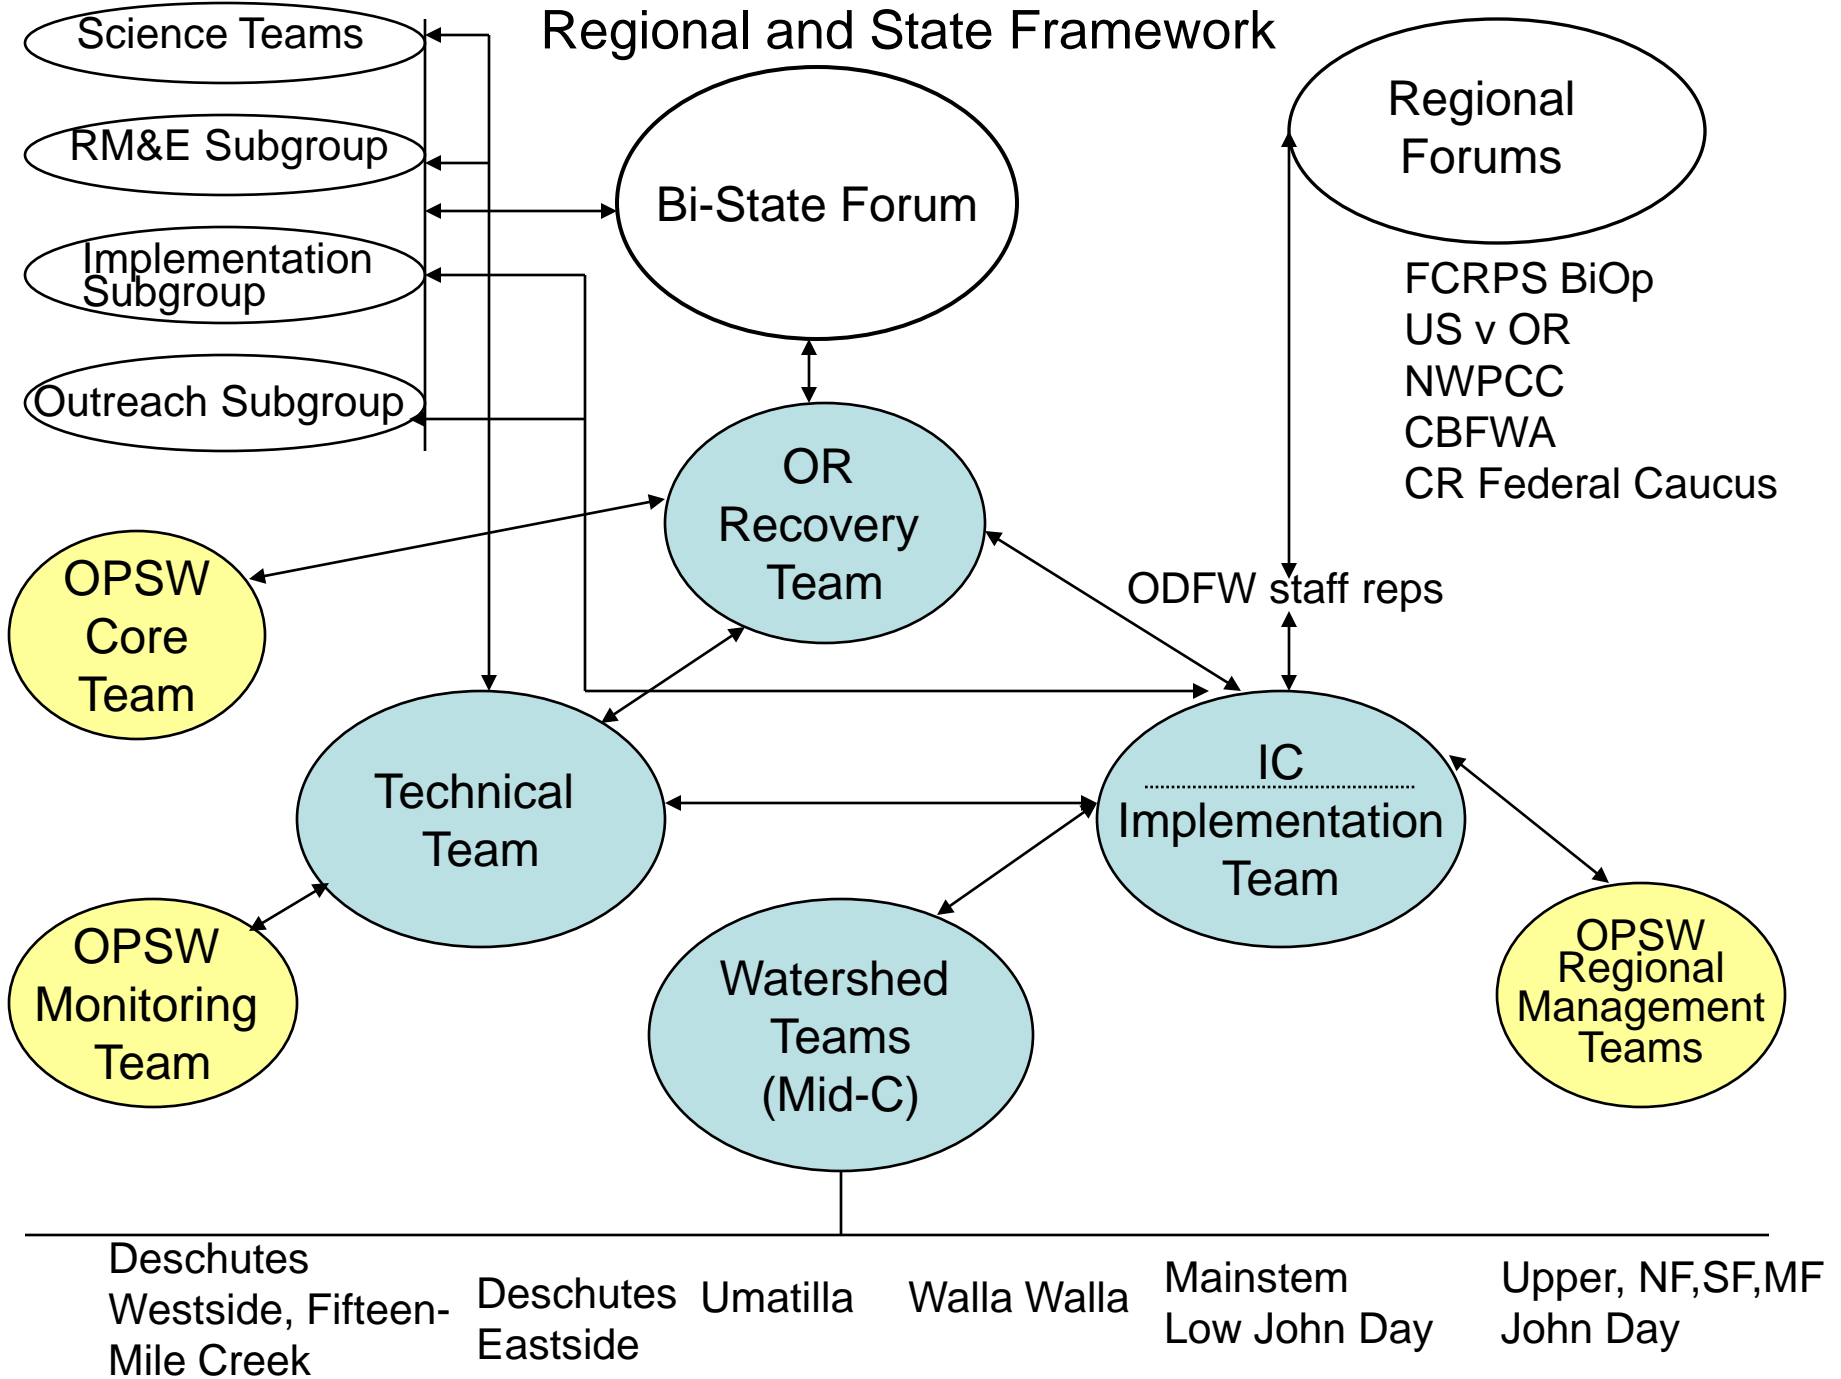 Regional and State Framework
Science Teams
RM&E Subgroup
Implementation
Subgroup
Outreach Subgroup
Bi-State Forum
Regional
Forums
FCRPS BiOp
US v OR
NWPCC
CBFWA
CR Federal Caucus
OR
Recovery
Team
ODFW staff reps
OPSW
Core
Team
Technical
Team
IC
Implementation
Team
OPSW
Monitoring
Team
Watershed
Teams
(Mid-C)
OPSW
Regional
Management
Teams
Deschutes
Westside, Fifteen-
Mile Creek
Deschutes
Eastside
Umatilla
Walla Walla
Mainstem
Low John Day
Upper, NF,SF,MF
John Day